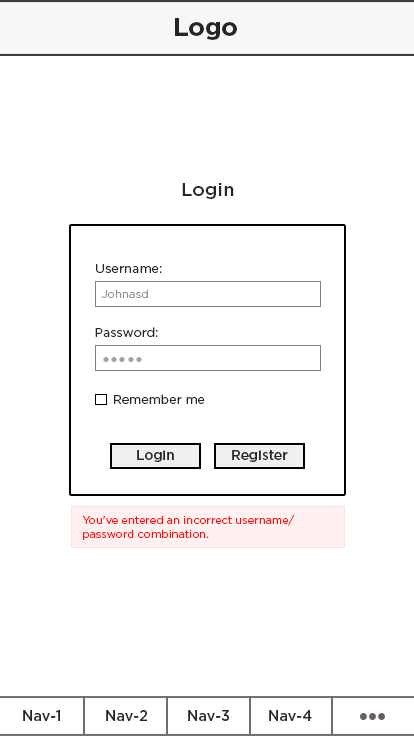 Logo
Login
Username:
Johnasd
Password:
●●●●●
Remember me
Login Register
You've entered an incorrect username/
password combination.
Nav-1 Nav-2 Nav-3 Nav-4 ●●●